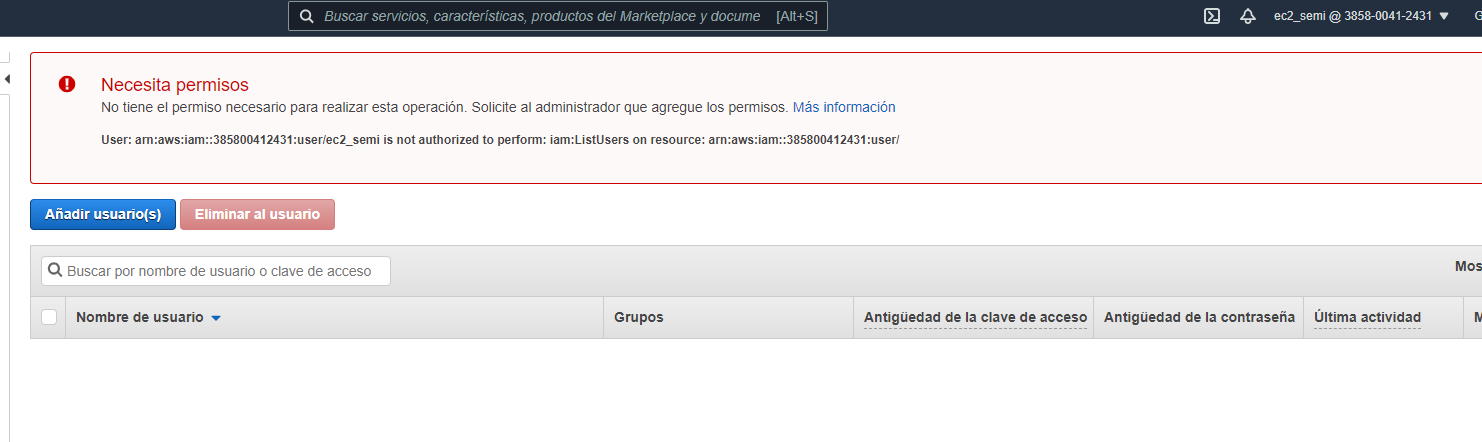 Buscar servicios, características, productos del Marketplace y docume [Alt+S]
ec2_semi @ 3858-0041-2431
Necesita permisos
No tiene el permiso necesario para realizar esta operación. Solicite al administrador que agregue los permisos. Más información
User: arn:aws:iam::385800412431:user/ec2_semi is not authorized to perform: iam:ListUsers on resource: arn:aws:iam::385800412431:user/
Añadir usuario(s) Eliminar al usuario
Buscar por nombre de usuario o clave de acceso
Mos
Nombre de usuario Grupos Antigüedad de la clave de acceso Antigüedad de la contraseña Última actividad